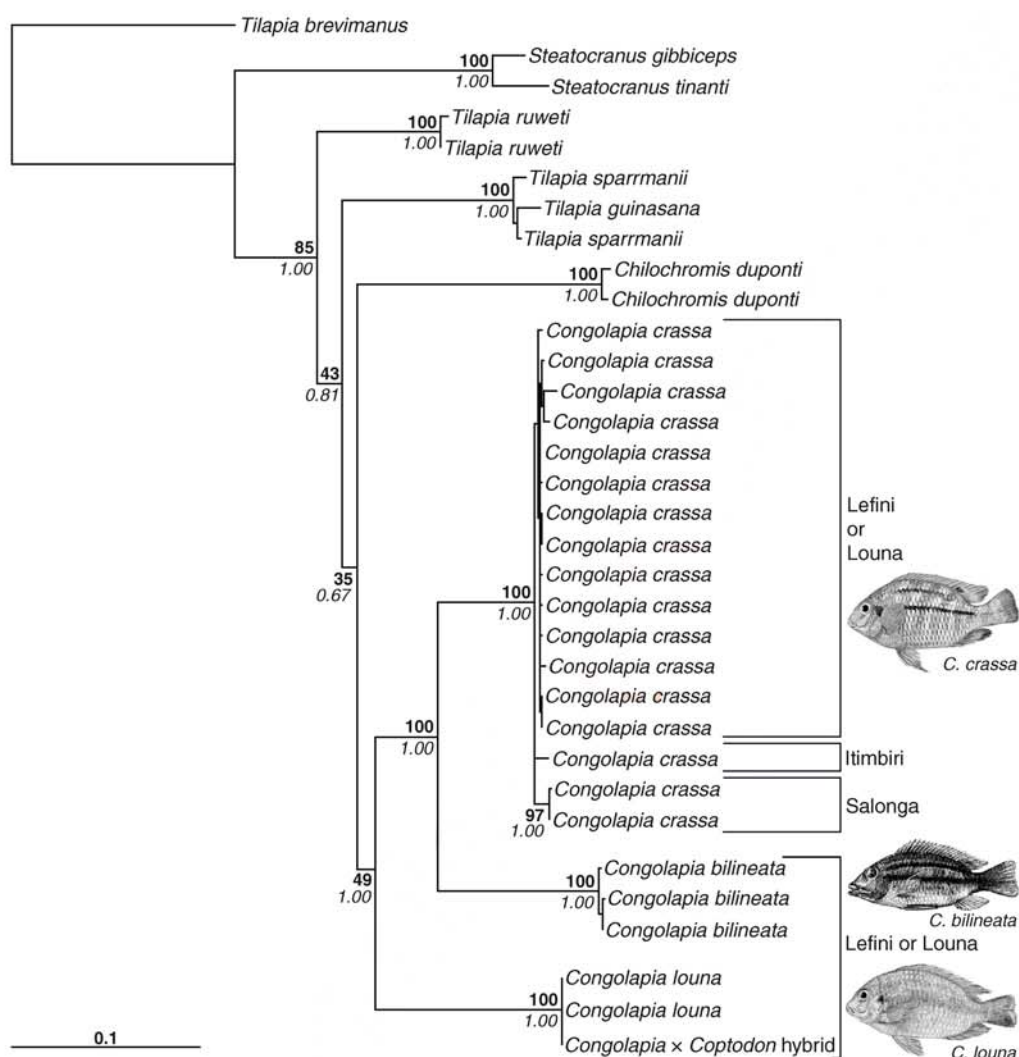 Tilapia brevimanus
100
1.00
Steatocranus gibbiceps
Steatocranus tinanti
100
1.00
Tilapia ruweti
Tilapia ruweti
100
1.00
Tilapia sparrmanii
Tilapia guinasana
Tilapia sparrmanii
85
1.00
100
1.00
Chilochromis duponti
Chilochromis duponti
43
0.81
Congolapia crassa
Congolapia crassa
Congolapia crassa
Congolapia crassa
Congolapia crassa
Congolapia crassa
Congolapia crassa
Congolapia crassa
Congolapia crassa
Congolapia crassa
Congolapia crassa
Congolapia crassa
Congolapia crassa
Congolapia crassa
Lefini
or
Louna
C. crassa
35
0.67
100
1.00
100
1.00
Congolapia crassa
Itimbiri
Congolapia crassa
Congolapia crassa
Salonga
97
1.00
49
1.00
100
1.00
Congolapia bilineata
Congolapia bilineata
Congolapia bilineata
C. bilineata
Lefini or Louna
100
1.00
Congolapia louna
Congolapia louna
Congolapia × Coptodon hybrid
C. louna
0.1